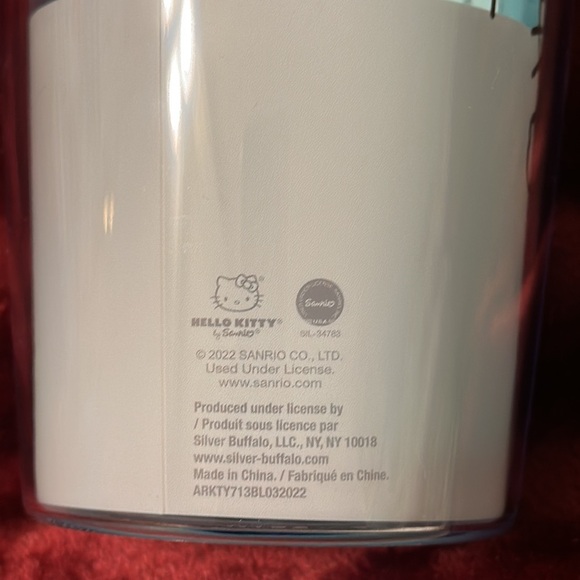 HELLO KITTY®
by Sanrio®
Sanrio
SIL-34763
© 2022 SANRIO CO., LTD.
Used Under License.
www.sanrio.com
Produced under license by
/ Produit sous licence par
Silver Buffalo, LLC., NY, NY 10018
www.silver-buffalo.com
Made in China. / Fabriqué en Chine.
ARKTY713BL032022